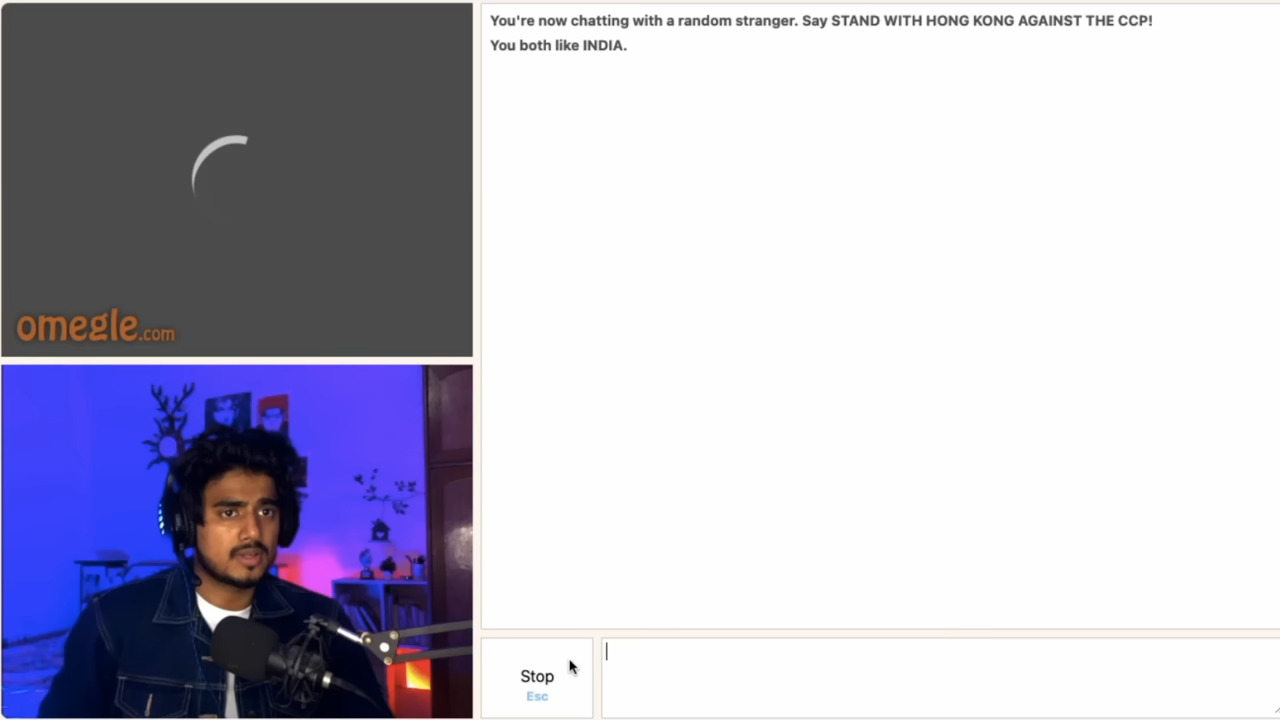 You're now chatting with a random stranger. Say STAND WITH HONG KONG AGAINST THE CCP!
You both like INDIA.
omegle.com
Stop
Esc